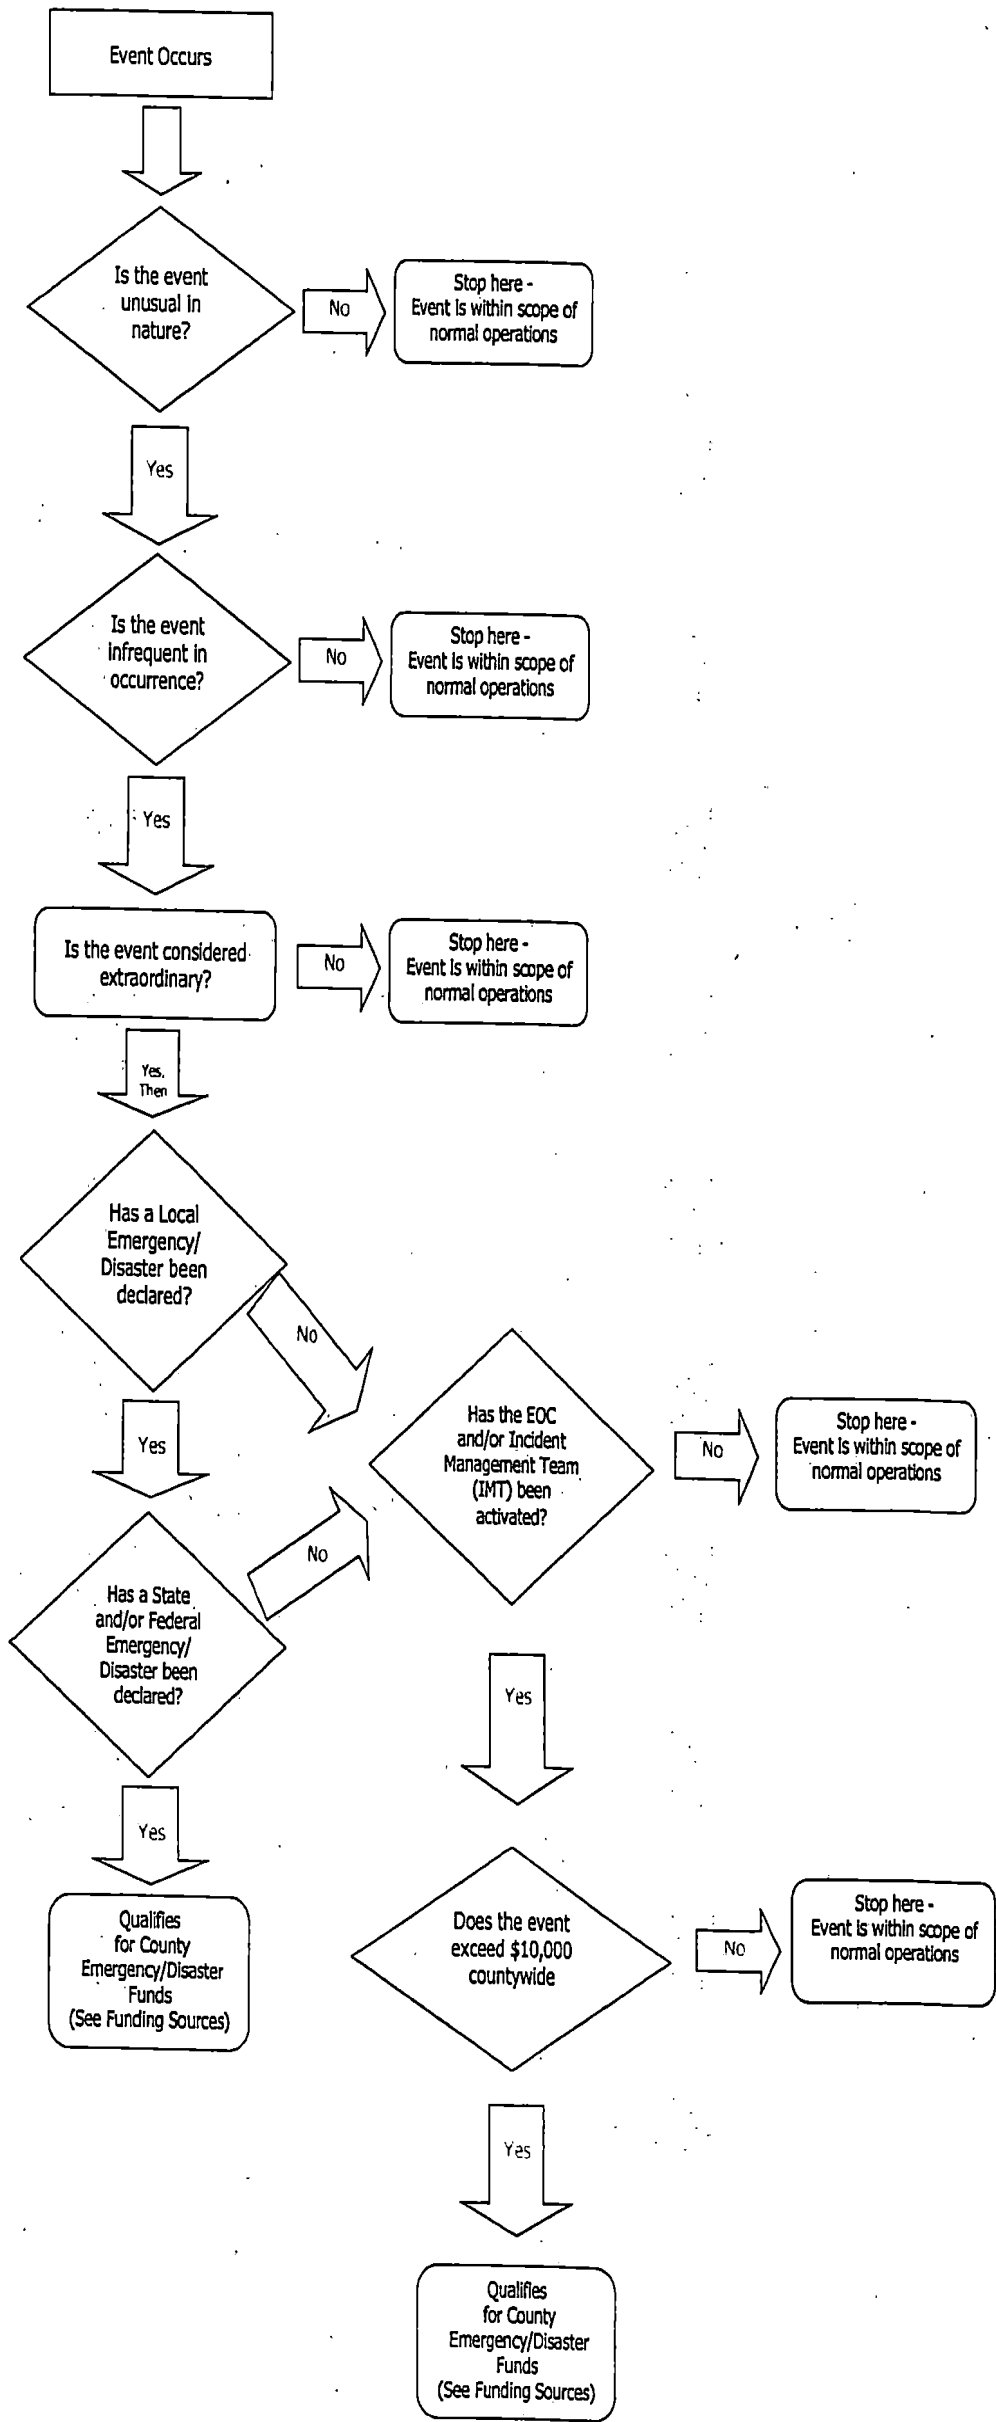 Event Occurs
Is the event
unusual in
nature?
No
Stop here -
Event is within scope of
normal operations
Yes
Is the event
infrequent in
occurrence?
No
Stop here -
Event is within scope of
normal operations
Yes
Is the event considered
extraordinary?
No
Stop here -
Event is within scope of
normal operations
Yes,
Then
Has a Local
Emergency/
Disaster been
declared?
No
Yes
Has the EOC
and/or Incident
Management Team
(IMT) been
activated?
No
Stop here -
Event is within scope of
normal operations
No
Has a State
and/or Federal
Emergency/
Disaster been
declared?
Yes
Yes
Qualifies
for County
Emergency/Disaster
Funds
(See Funding Sources)
Does the event
exceed $10,000
countywide
No
Stop here -
Event is within scope of
normal operations
Yes
Qualifies
for County
Emergency/Disaster
Funds
(See Funding Sources)